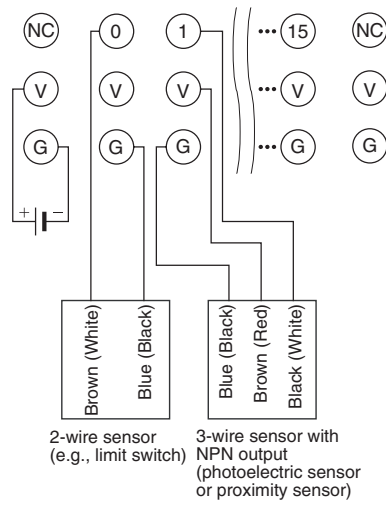 NC 0 1 ••• 15 NC
V V V ••• V V
G G G ••• G G
+ −
Brown (White)
Blue (Black)
Blue (Black)
Brown (Red)
Black (White)
2-wire sensor
(e.g., limit switch)
3-wire sensor with
NPN output
(photoelectric sensor
or proximity sensor)